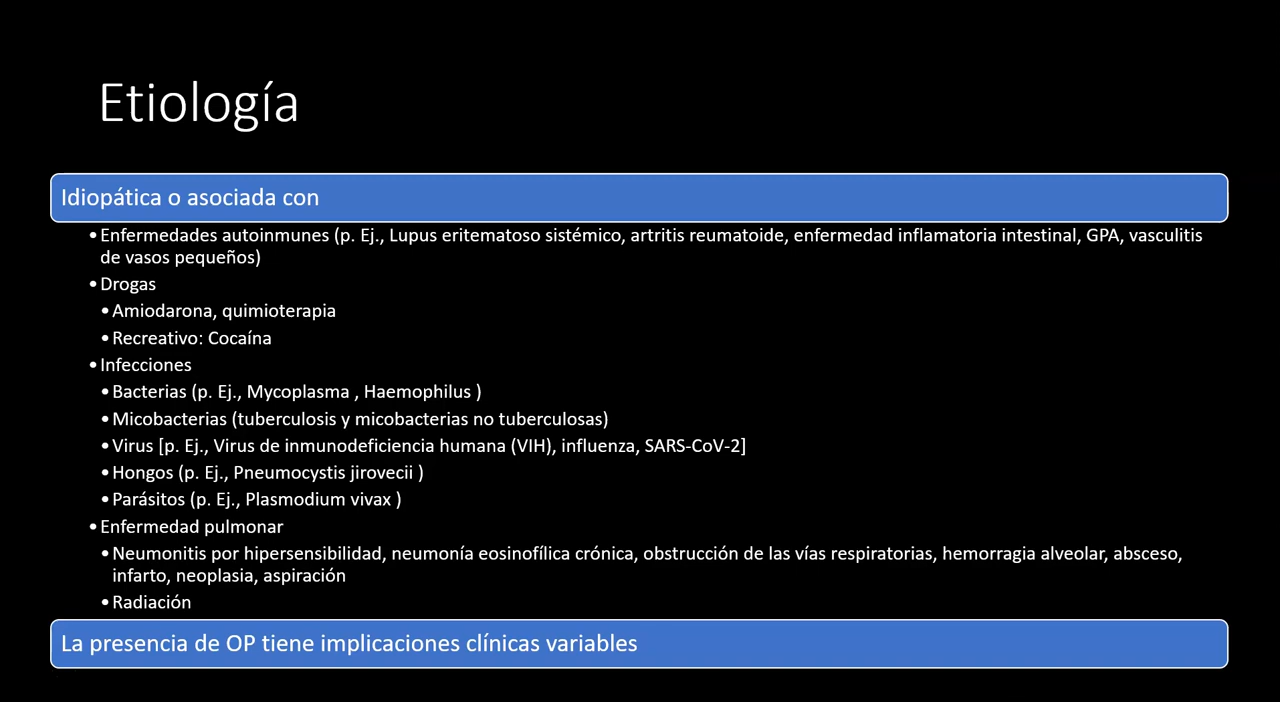 Etiología
Idiopática o asociada con
•Enfermedades autoinmunes (p. Ej., Lupus eritematoso sistémico, artritis reumatoide, enfermedad inflamatoria intestinal, GPA, vasculitis
de vasos pequeños)
•Drogas
•Amiodarona, quimioterapia
•Recreativo: Cocaína
•Infecciones
•Bacterias (p. Ej., Mycoplasma , Haemophilus )
•Micobacterias (tuberculosis y micobacterias no tuberculosas)
•Virus [p. Ej., Virus de inmunodeficiencia humana (VIH), influenza, SARS-CoV-2]
•Hongos (p. Ej., Pneumocystis jirovecii )
•Parásitos (p. Ej., Plasmodium vivax )
•Enfermedad pulmonar
•Neumonitis por hipersensibilidad, neumonía eosinofílica crónica, obstrucción de las vías respiratorias, hemorragia alveolar, absceso,
infarto, neoplasia, aspiración
•Radiación
La presencia de OP tiene implicaciones clínicas variables